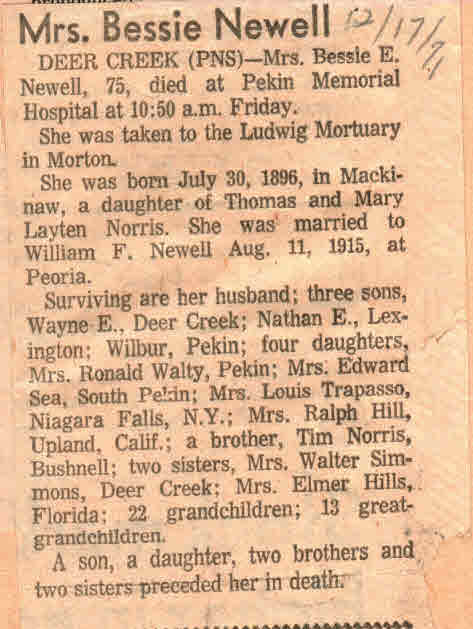 Mrs. Bessie Newell
12/17/71
DEER CREEK (PNS)—Mrs. Bessie E.
Newell, 75, died at Pekin Memorial
Hospital at 10:50 a.m. Friday.
She was taken to the Ludwig Mortuary
in Morton.
She was born July 30, 1896, in Macki-
naw, a daughter of Thomas and Mary
Layten Norris. She was married to
William F. Newell Aug. 11, 1915, at
Peoria.
Surviving are her husband; three sons,
Wayne E., Deer Creek; Nathan E., Lex-
ington; Wilbur, Pekin; four daughters,
Mrs. Ronald Walty, Pekin; Mrs. Edward
Sea, South Pekin; Mrs. Louis Trapasso,
Niagara Falls, N.Y.; Mrs. Ralph Hill,
Upland, Calif.; a brother, Tim Norris,
Bushnell; two sisters, Mrs. Walter Sim-
mons, Deer Creek; Mrs. Elmer Hills,
Florida; 22 grandchildren; 13 great-
grandchildren.
A son, a daughter, two brothers and
two sisters preceded her in death.